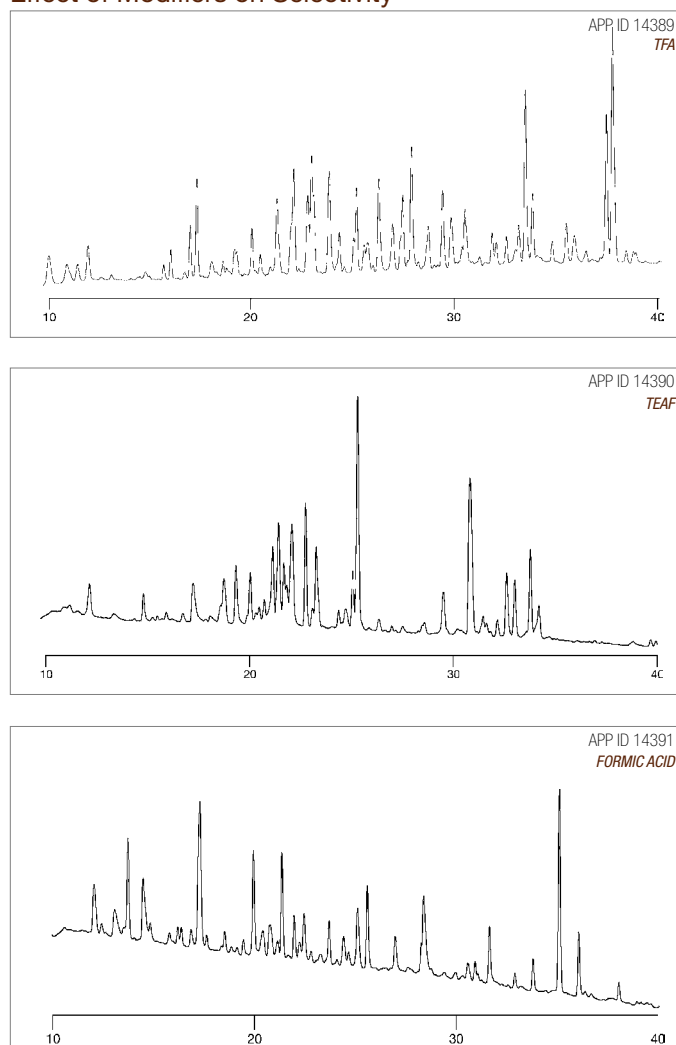 Effect of Modifiers on Selectivity
APP ID 14389
TFA
10 20 30 40
APP ID 14390
TEAF
10 20 30 40
APP ID 14391
FORMIC ACID
10 20 30 40